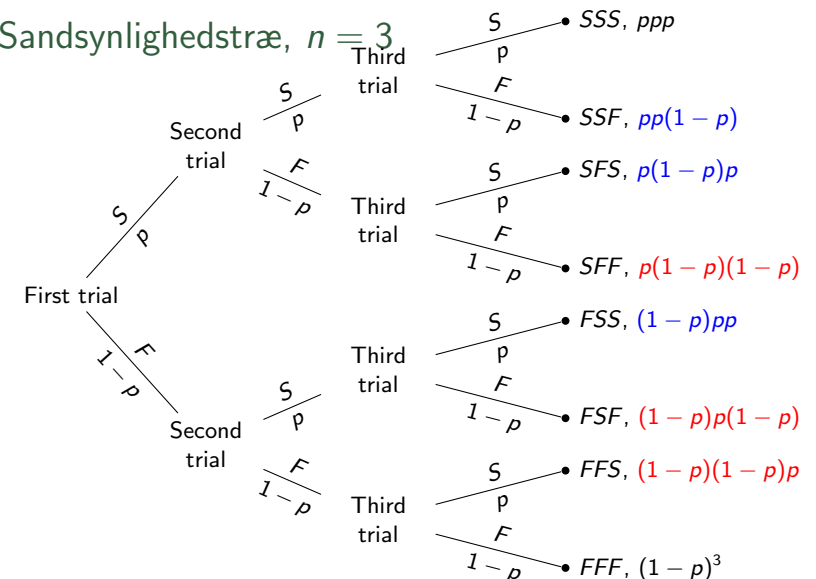 Sandsynlighedstræ, n = 3
First trial
S
p
F
1 − p
Second
trial
S
p
F
1 − p
Second
trial
S
p
F
1 − p
Third
trial
S
p
F
1 − p
Third
trial
S
p
F
1 − p
Third
trial
S
p
F
1 − p
Third
trial
S
p
F
1 − p
SSS, ppp
SSF, pp(1 − p)
SFS, p(1 − p)p
SFF, p(1 − p)(1 − p)
FSS, (1 − p)pp
FSF, (1 − p)p(1 − p)
FFS, (1 − p)(1 − p)p
FFF, (1 − p)³